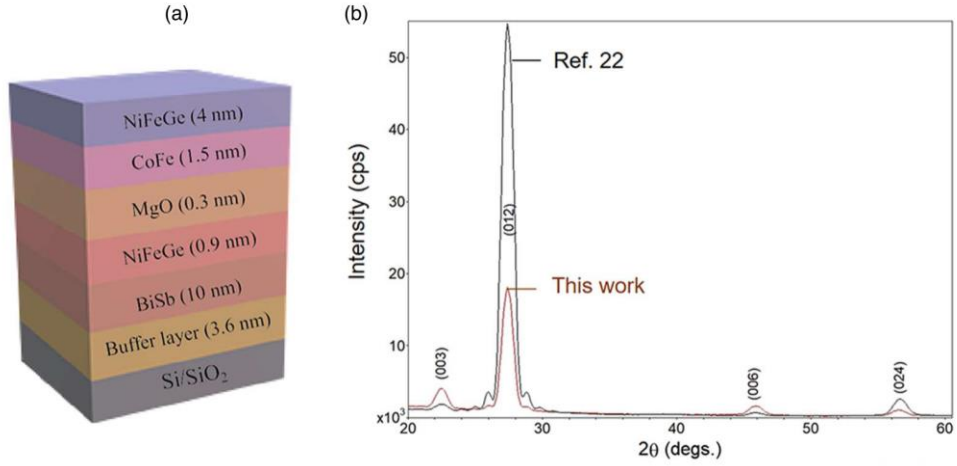 (a)
NiFeGe (4 nm)
CoFe (1.5 nm)
MgO (0.3 nm)
NiFeGe (0.9 nm)
BiSb (10 nm)
Buffer layer (3.6 nm)
Si/SiO₂
(b)
Intensity (cps)
50
40
30
20
10
x10³
Ref. 22
(012)
This work
(003)
(006)
(024)
20
30
40
50
60
2θ (degs.)